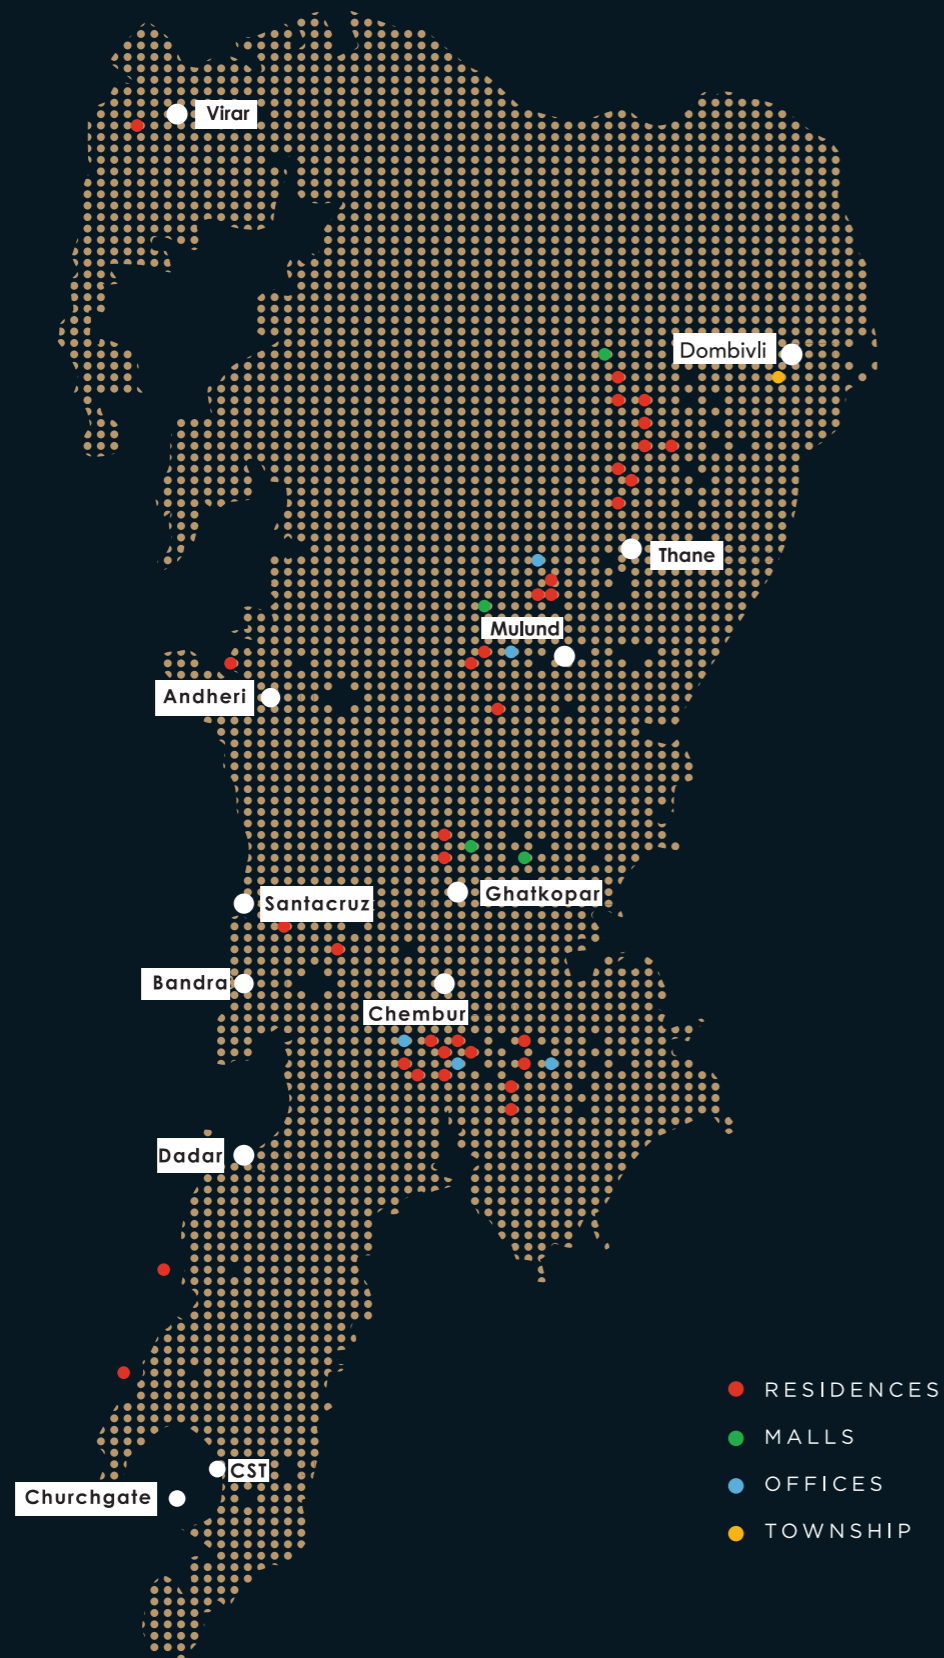 Virar
Dombivli
Thane
Mulund
Andheri
Ghatkopar
Santacruz
Bandra
Chembur
Dadar
RESIDENCES
MALLS
CST
OFFICES
Churchgate
TOWNSHIP